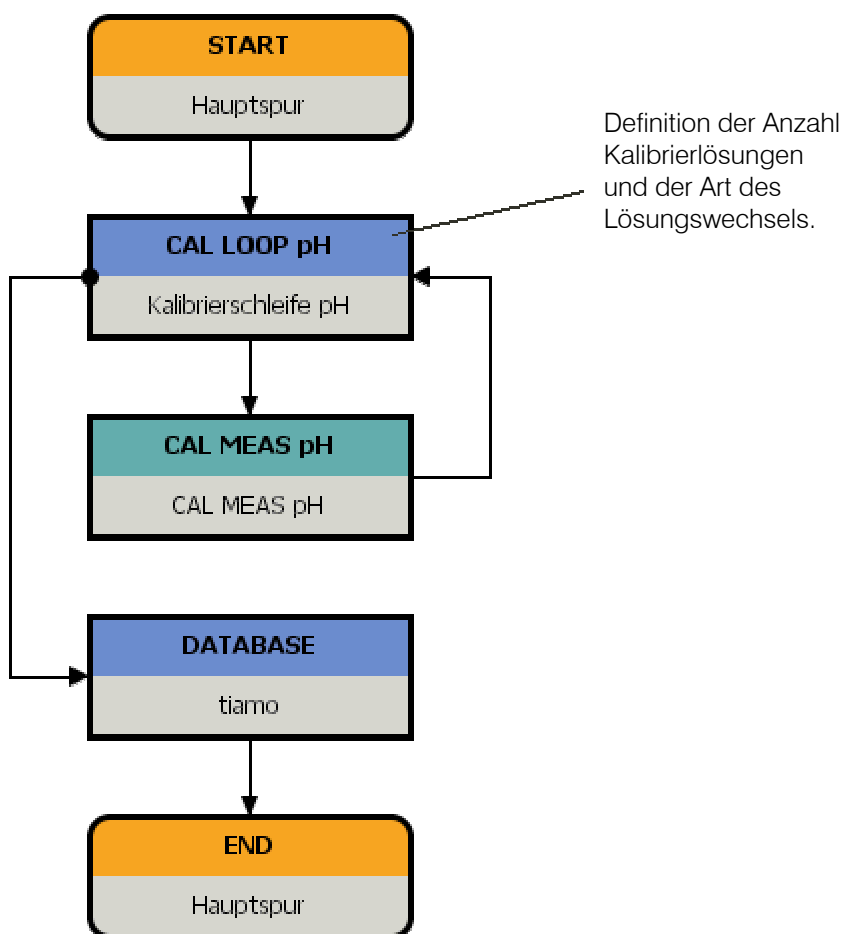 START
Hauptspur
Definition der Anzahl
Kalibrierlösungen
und der Art des
Lösungswechsels.
CAL LOOP pH
Kalibrierschleife pH
CAL MEAS pH
CAL MEAS pH
DATABASE
tiamo
END
Hauptspur